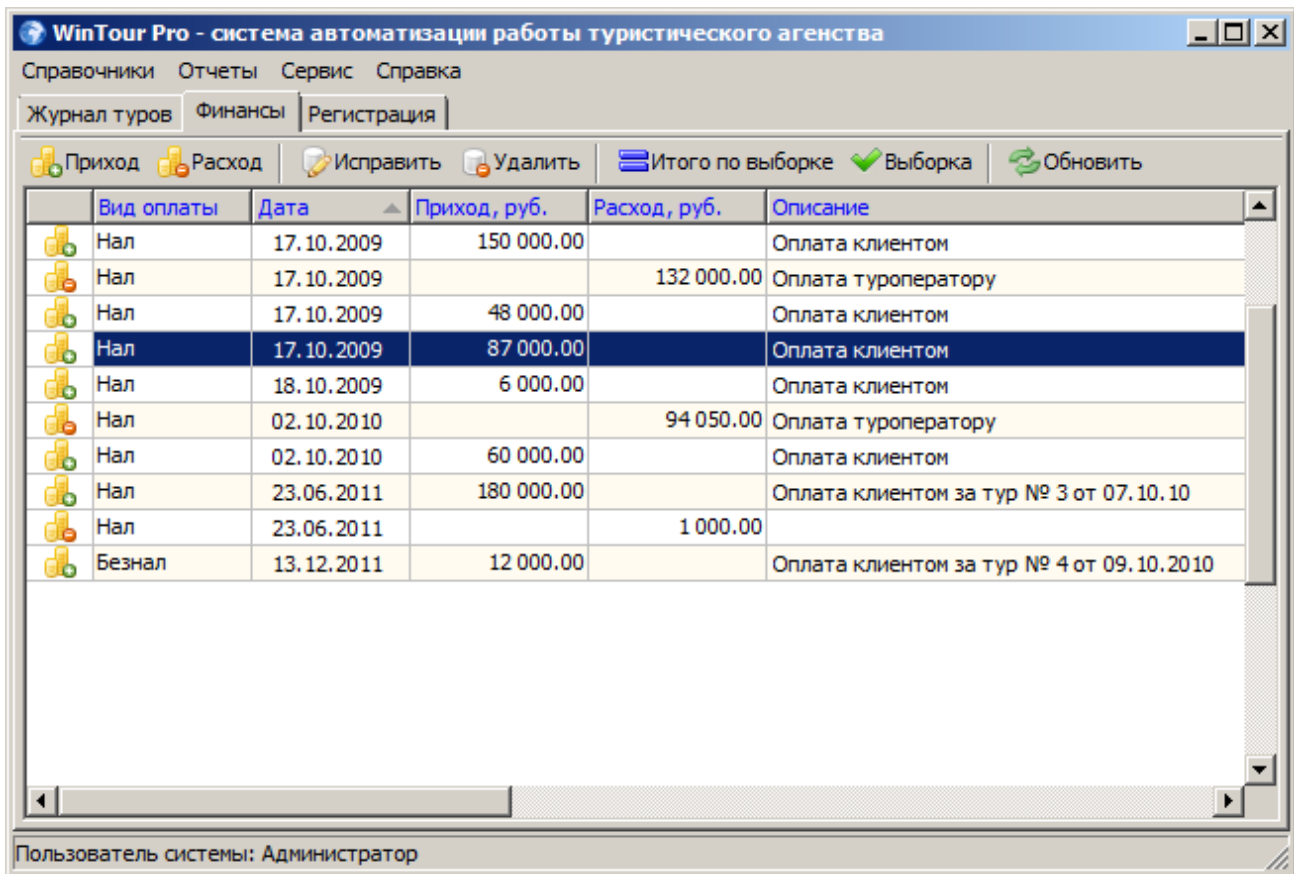 WinTour Pro - система автоматизации работы туристического агенства
Справочники Отчеты Сервис Справка
Журнал туров Финансы Регистрация
Приход Расход Исправить Удалить Итого по выборке Выборка Обновить
Вид оплаты Дата Приход, руб. Расход, руб. Описание
Нал 17.10.2009 150 000.00 Оплата клиентом
Нал 17.10.2009 132 000.00 Оплата туроператору
Нал 17.10.2009 48 000.00 Оплата клиентом
Нал 17.10.2009 87 000.00 Оплата клиентом
Нал 18.10.2009 6 000.00 Оплата клиентом
Нал 02.10.2010 94 050.00 Оплата туроператору
Нал 02.10.2010 60 000.00 Оплата клиентом
Нал 23.06.2011 180 000.00 Оплата клиентом за тур № 3 от 07.10.10
Нал 23.06.2011 1 000.00
Безнал 13.12.2011 12 000.00 Оплата клиентом за тур № 4 от 09.10.2010
Пользователь системы: Администратор